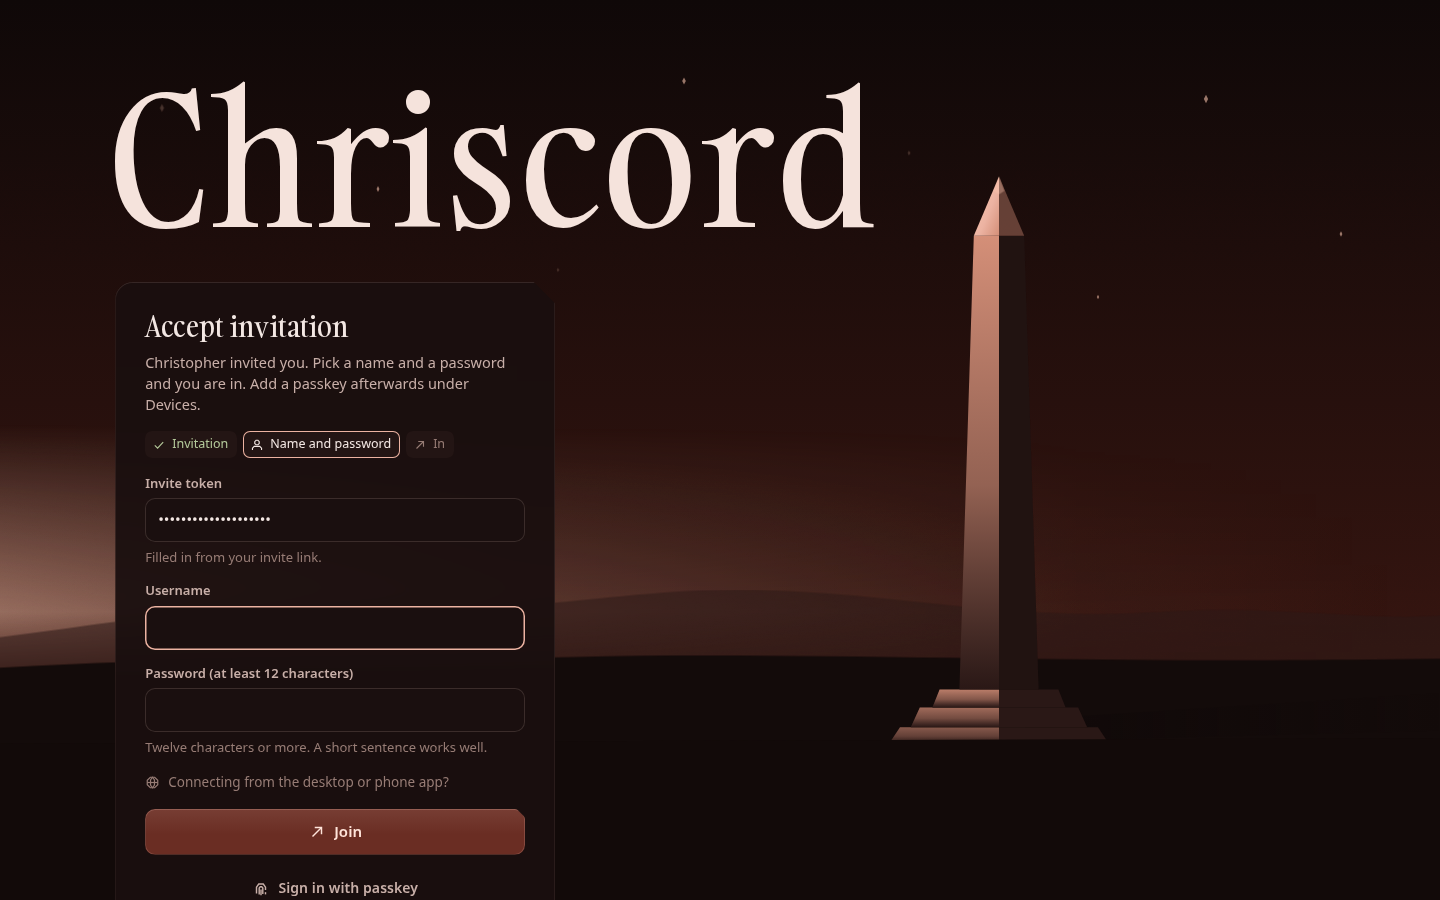 Chriscord
Accept invitation
Christopher invited you. Pick a name and a password
and you are in. Add a passkey afterwards under
Devices.
Invitation
Name and password
In
Invite token
•••••••••••••••••••
Filled in from your invite link.
Username
Password (at least 12 characters)
Twelve characters or more. A short sentence works well.
Connecting from the desktop or phone app?
Join
Sign in with passkey